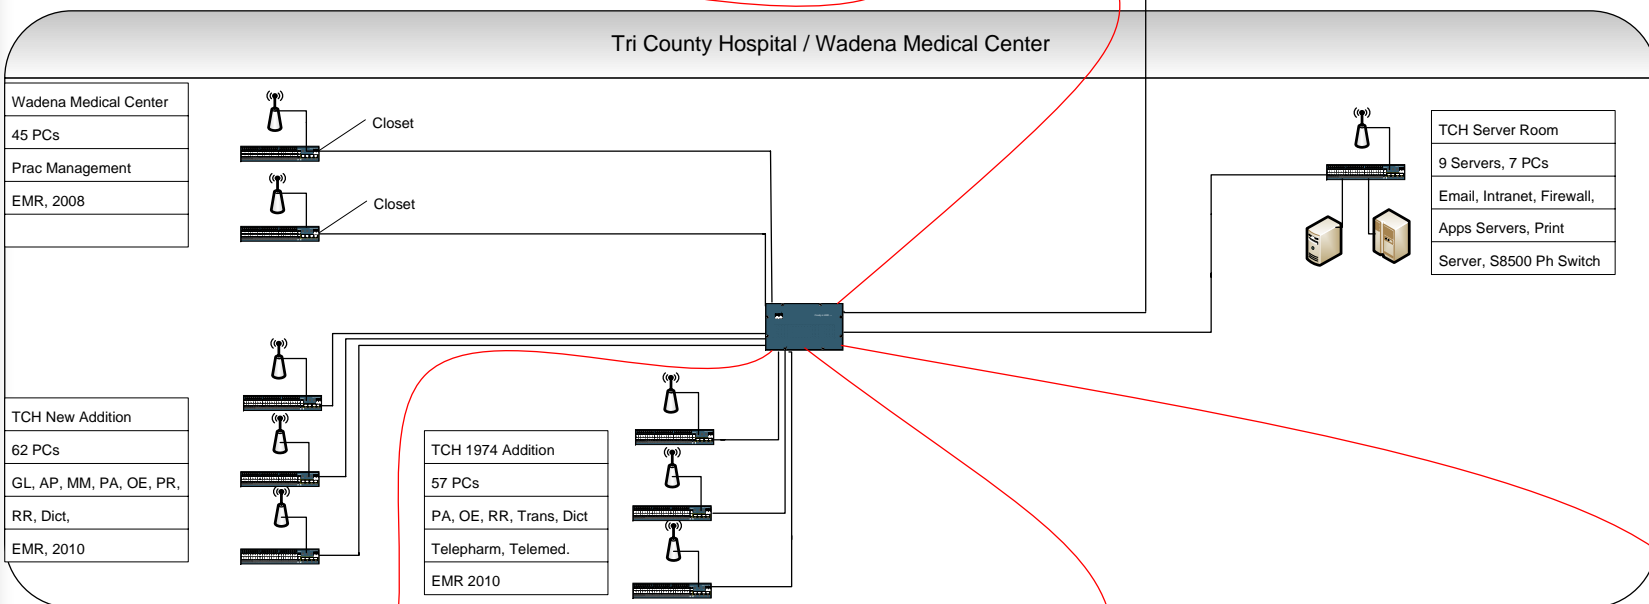 Tri County Hospital / Wadena Medical Center
Wadena Medical Center
45 PCs
Prac Management
EMR, 2008
Closet
Closet
TCH Server Room
9 Servers, 7 PCs
Email, Intranet, Firewall,
Apps Servers, Print
Server, S8500 Ph Switch
TCH New Addition
62 PCs
GL, AP, MM, PA, OE, PR,
RR, Dict,
EMR, 2010
TCH 1974 Addition
57 PCs
PA, OE, RR, Trans, Dict
Telepharm, Telemed.
EMR 2010